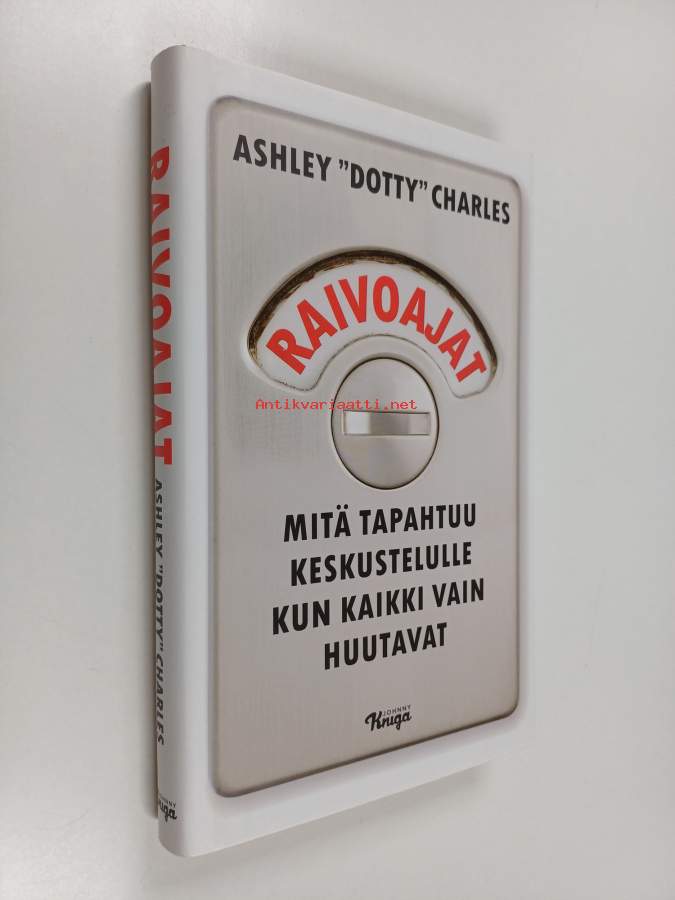 ASHLEY ”DOTTY” CHARLES
RAIVOAJAT
Antikvariaatti.net
MITÄ TAPAHTUU
KESKUSTELULLE
KUN KAIKKI VAIN
HUUTAVAT
JOHNNY
Kniga
RAIVOAJAT
ASHLEY ”DOTTY” CHARLES
JOHNNY
Kniga